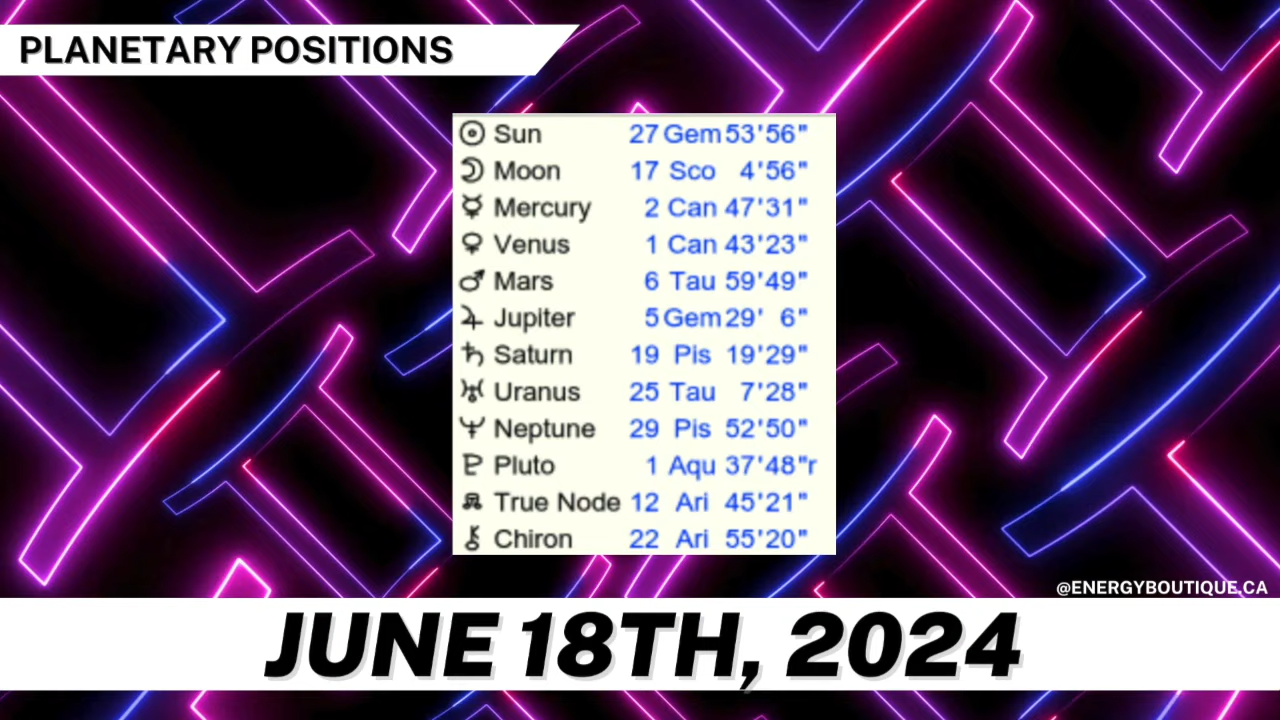 PLANETARY POSITIONS
Sun 27 Gem 53'56"
Moon 17 Sco 4'56"
Mercury 2 Can 47'31"
Venus 1 Can 43'23"
Mars 6 Tau 59'49"
Jupiter 5 Gem 29' 6"
Saturn 19 Pis 19'29"
Uranus 25 Tau 7'28"
Neptune 29 Pis 52'50"
Pluto 1 Aqu 37'48"r
True Node 12 Ari 45'21"
Chiron 22 Ari 55'20"
@ENERGYBOUTIQUE.CA
JUNE 18TH, 2024